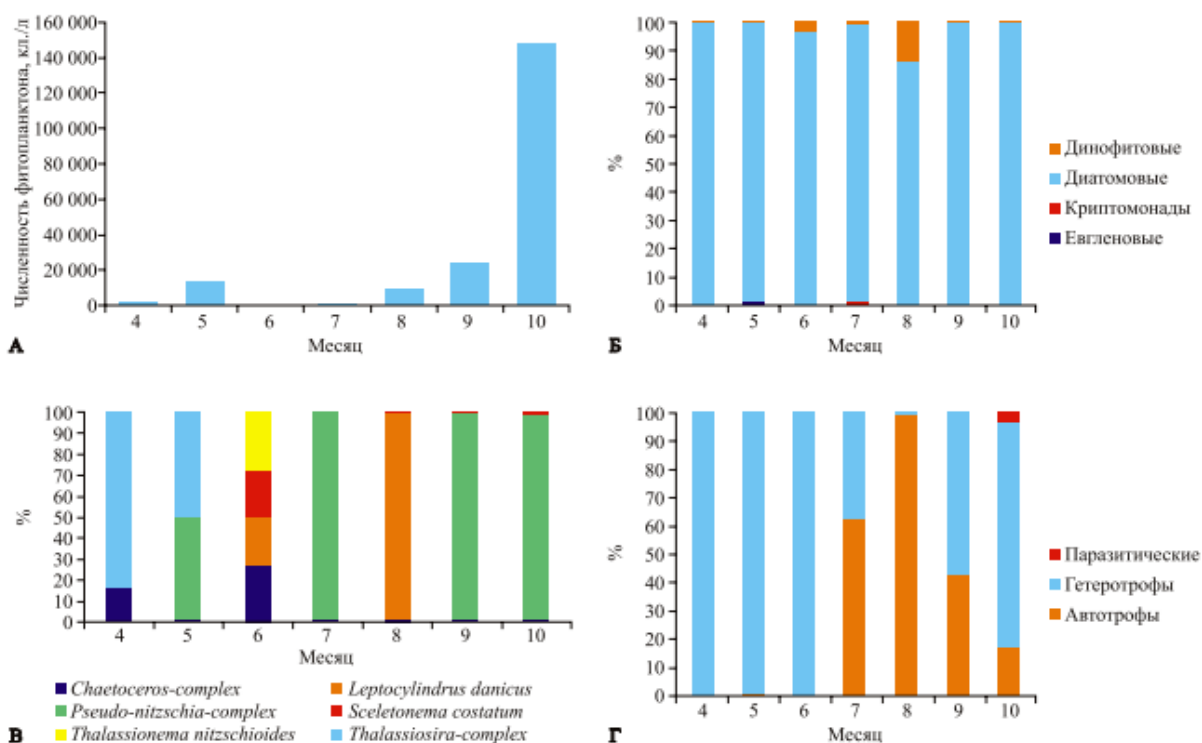 Численность фитопланктона, кл./л
160 000
140 000
120 000
100 000
80 000
60 000
40 000
20 000
0
4 5 6 7 8 9 10
Месяц
А
%
100
90
80
70
60
50
40
30
20
10
0
4 5 6 7 8 9 10
Месяц
Б
Динофитовые
Диатомовые
Криптомонады
Евгленовые
%
100
90
80
70
60
50
40
30
20
10
0
4 5 6 7 8 9 10
Месяц
Chaetoceros-complex Leptocylindrus danicus
Pseudo-nitzschia-complex Sceletonema costatum
Thalassionema nitzschioides Thalassiosira-complex
В
%
100
90
80
70
60
50
40
30
20
10
0
4 5 6 7 8 9 10
Месяц
Г
Паразитические
Гетеротрофы
Автотрофы